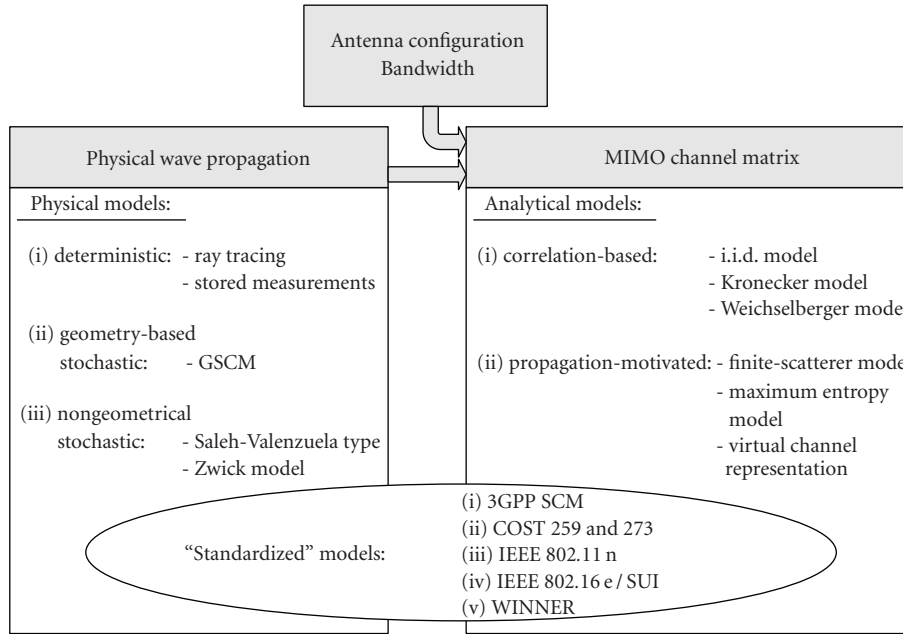 Antenna configuration
Bandwidth
Physical wave propagation
MIMO channel matrix
Physical models:
(i) deterministic: - ray tracing
- stored measurements
(ii) geometry-based
stochastic: - GSCM
(iii) nongeometrical
stochastic: - Saleh-Valenzuela type
- Zwick model
Analytical models:
(i) correlation-based: - i.i.d. model
- Kronecker model
- Weichselberger model
(ii) propagation-motivated: - finite-scatterer model
- maximum entropy
model
- virtual channel
representation
“Standardized” models:
(i) 3GPP SCM
(ii) COST 259 and 273
(iii) IEEE 802.11 n
(iv) IEEE 802.16 e / SUI
(v) WINNER